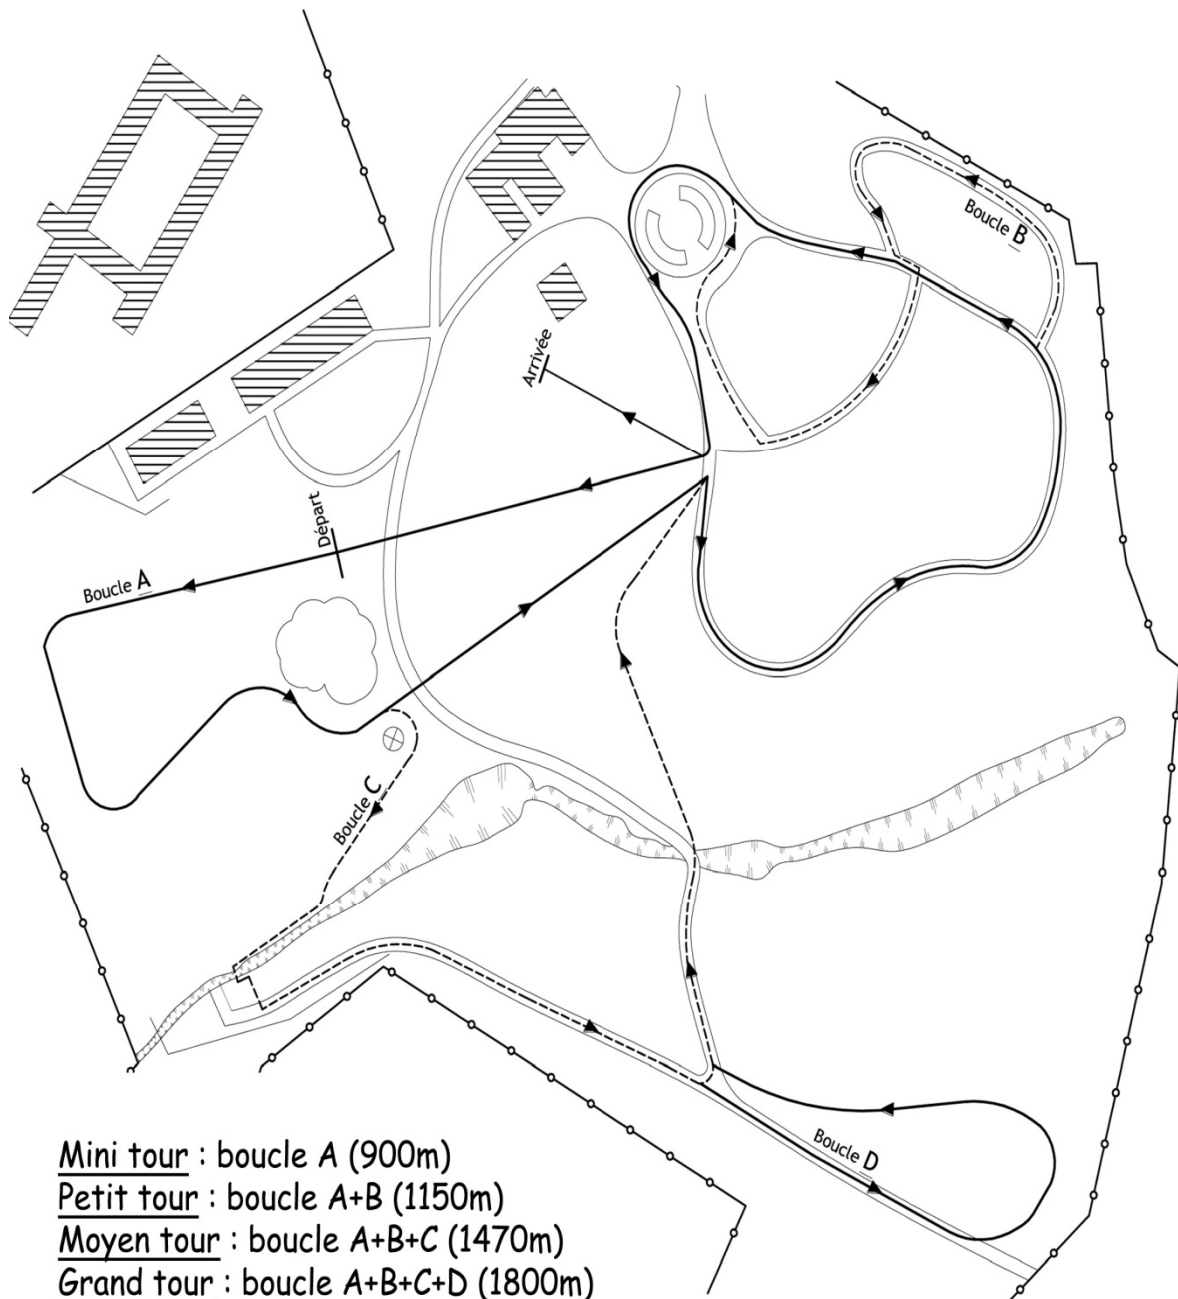 Boucle B
Arrivée
Départ
Boucle A
Boucle C
Boucle D
Mini tour : boucle A (900m)
Petit tour : boucle A+B (1150m)
Moyen tour : boucle A+B+C (1470m)
Grand tour : boucle A+B+C+D (1800m)